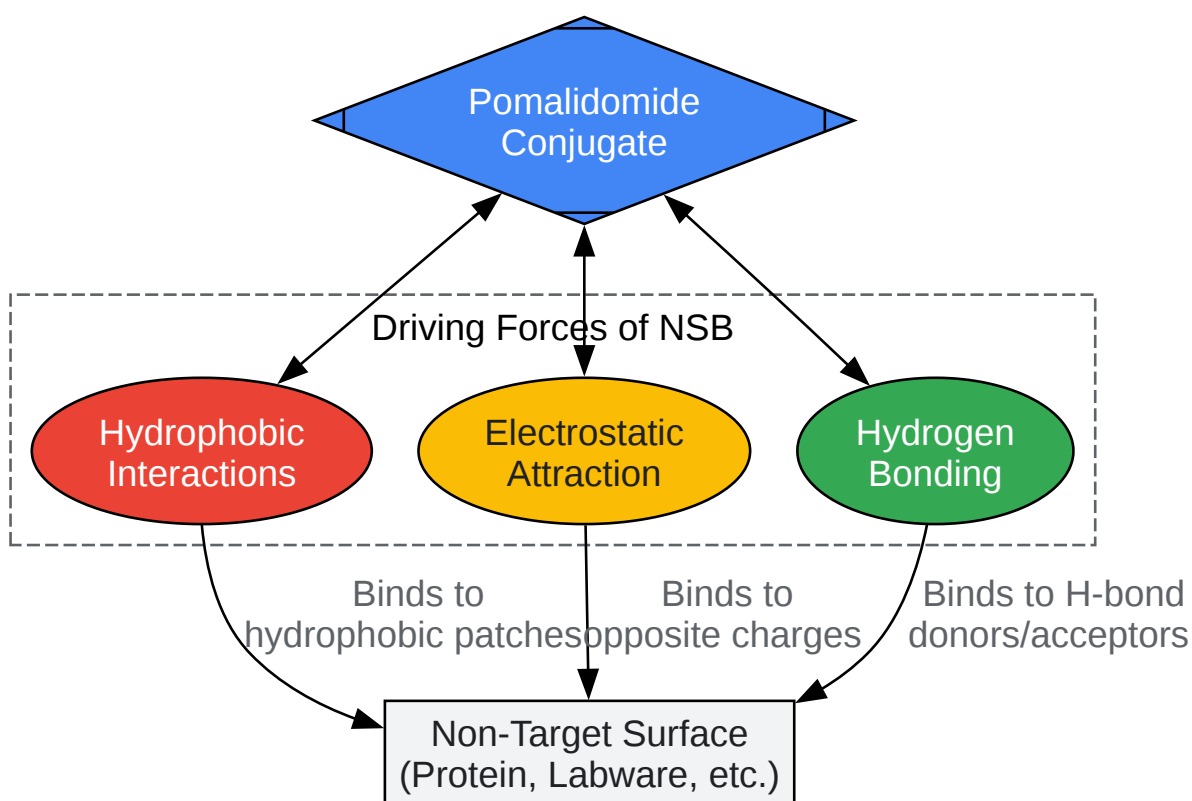 Pomalidomide
Conjugate
Driving Forces of NSB
Hydrophobic
Interactions
Electrostatic
Attraction
Hydrogen
Bonding
Binds to
hydrophobic patches
Binds to
opposite charges
Binds to H-bond
donors/acceptors
Non-Target Surface
(Protein, Labware, etc.)